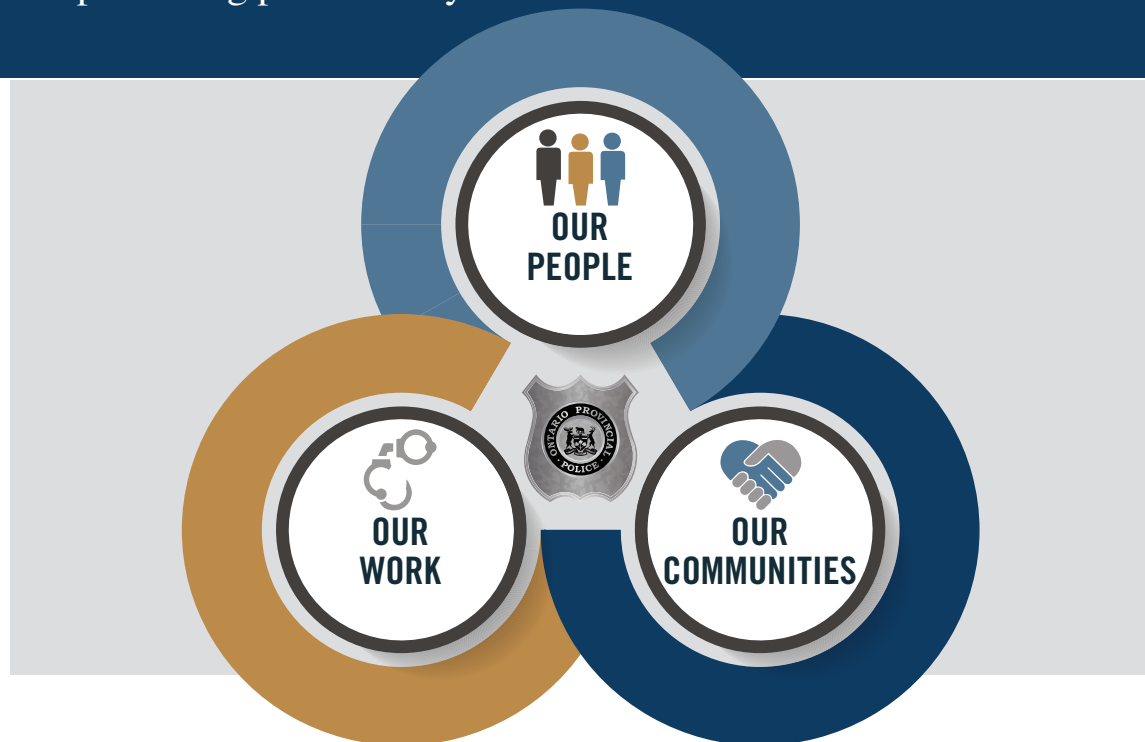 OUR
PEOPLE
ONTARIO PROVINCIAL
POLICE
OUR
WORK
OUR
COMMUNITIES